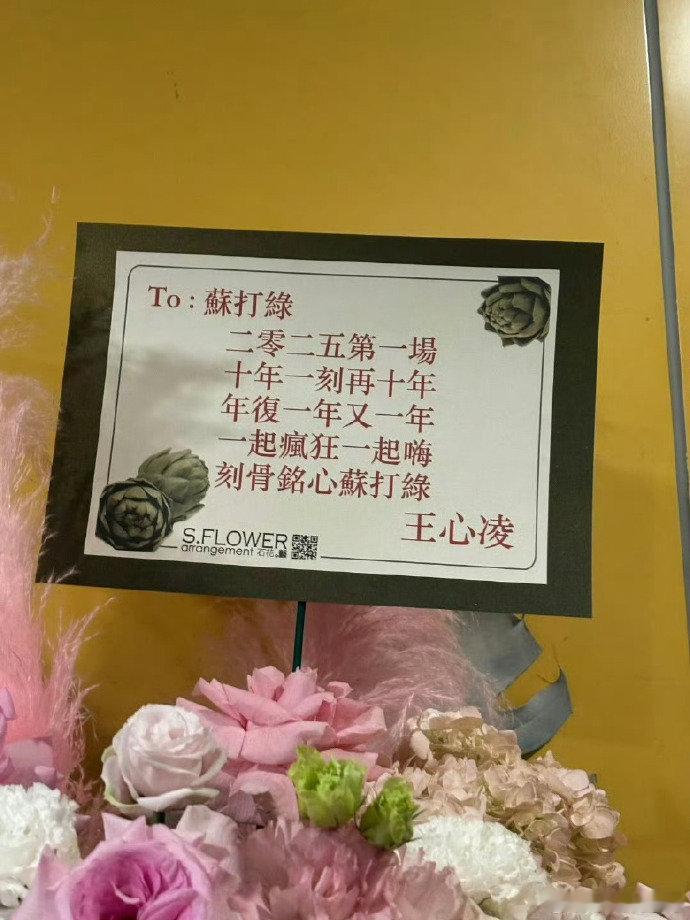 To : 蘇打綠
二零二五第一場
十年一刻再十年
年復一年又一年
一起瘋狂一起嗨
刻骨銘心蘇打綠
王心凌
S.FLOWER
arrangement 石花